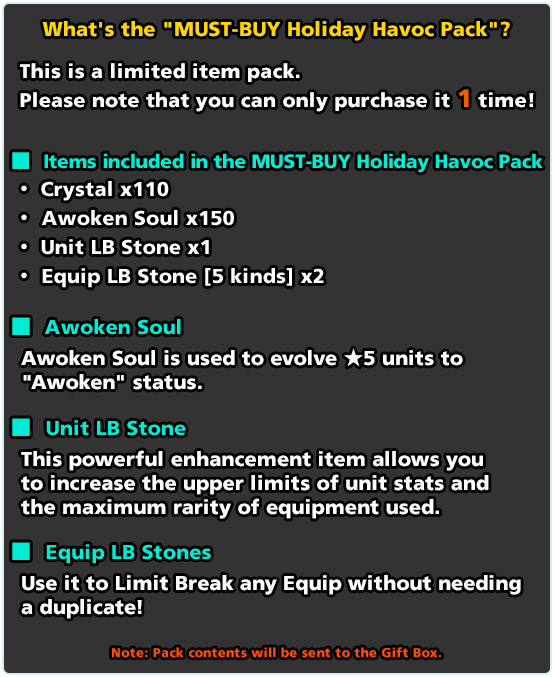 What's the "MUST-BUY Holiday Havoc Pack"?
This is a limited item pack.
Please note that you can only purchase it 1 time!
■ Items included in the MUST-BUY Holiday Havoc Pack
• Crystal x110
• Awoken Soul x150
• Unit LB Stone x1
• Equip LB Stone [5 kinds] x2
■ Awoken Soul
Awoken Soul is used to evolve ★5 units to
"Awoken" status.
■ Unit LB Stone
This powerful enhancement item allows you
to increase the upper limits of unit stats and
the maximum rarity of equipment used.
■ Equip LB Stones
Use it to Limit Break any Equip without needing
a duplicate!
Note: Pack contents will be sent to the Gift Box.